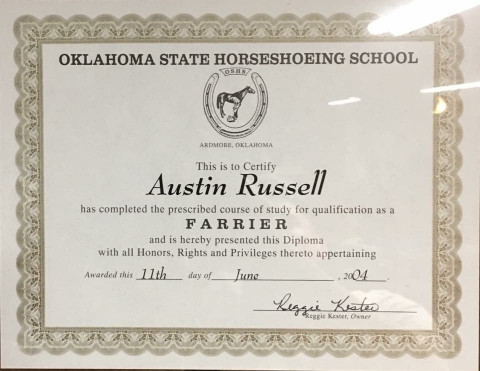 OKLAHOMA STATE HORSESHOEING SCHOOL
OSHS
ARDMORE, OKLAHOMA
This is to Certify
Austin Russell
has completed the prescribed course of study for qualification as a
FARRIER
and is hereby presented this Diploma
with all Honors, Rights and Privileges thereto appertaining
Awarded this 11th day of June, 2004.
Reggie Kester
Reggie Kester, Owner